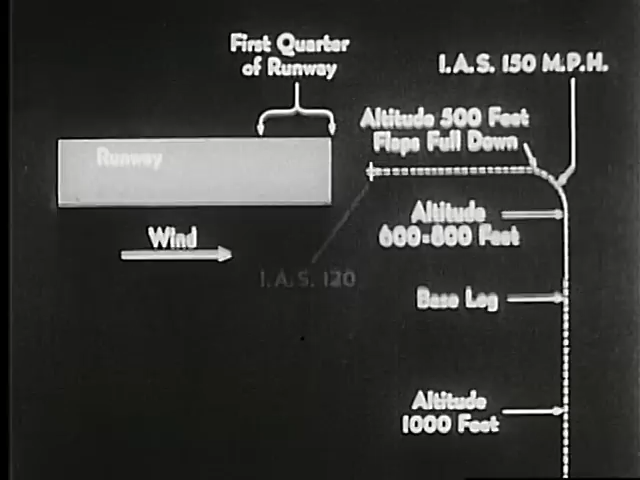 First Quarter
of Runway
I.A.S. 150 M.P.H.
Altitude 500 Feet
Flaps Full Down
Runway
Altitude
600-800 Feet
Wind
I.A.S. 120
Base Leg
Altitude
1000 Feet